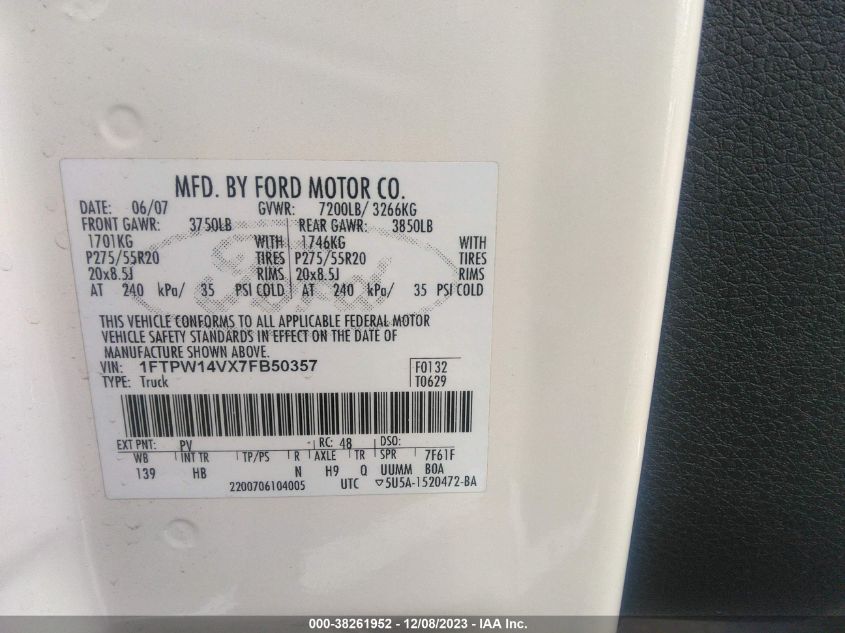 MFD. BY FORD MOTOR CO.
DATE: 06/07 GVWR: 7200LB/ 3266KG
FRONT GAWR: 3750LB REAR GAWR: 3850LB
1701KG WITH 1746KG WITH
P275/55R20 TIRES P275/55R20 TIRES
20x8.5J RIMS 20x8.5J RIMS
AT 240 kPa/ 35 PSI COLD AT 240 kPa/ 35 PSI COLD
Ford
THIS VEHICLE CONFORMS TO ALL APPLICABLE FEDERAL MOTOR
VEHICLE SAFETY STANDARDS IN EFFECT ON THE DATE OF
MANUFACTURE SHOWN ABOVE.
VIN: 1FTPW14VX7FB50357 F0132
TYPE: Truck T0629
EXT PNT: PV RC: 48 DSO:
WB INT TR TP/PS R AXLE TR SPR 7F61F
139 HB N H9 Q UUMM BOA
2200706104005 UTC ▽5U5A-1520472-BA
000-38261952 - 12/08/2023 - IAA Inc.